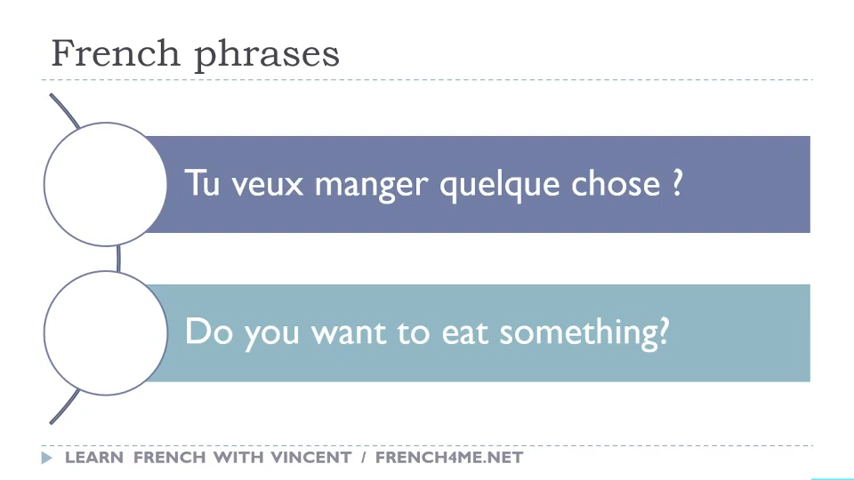 French phrases
Tu veux manger quelque chose ?
Do you want to eat something?
LEARN FRENCH WITH VINCENT / FRENCH4ME.NET